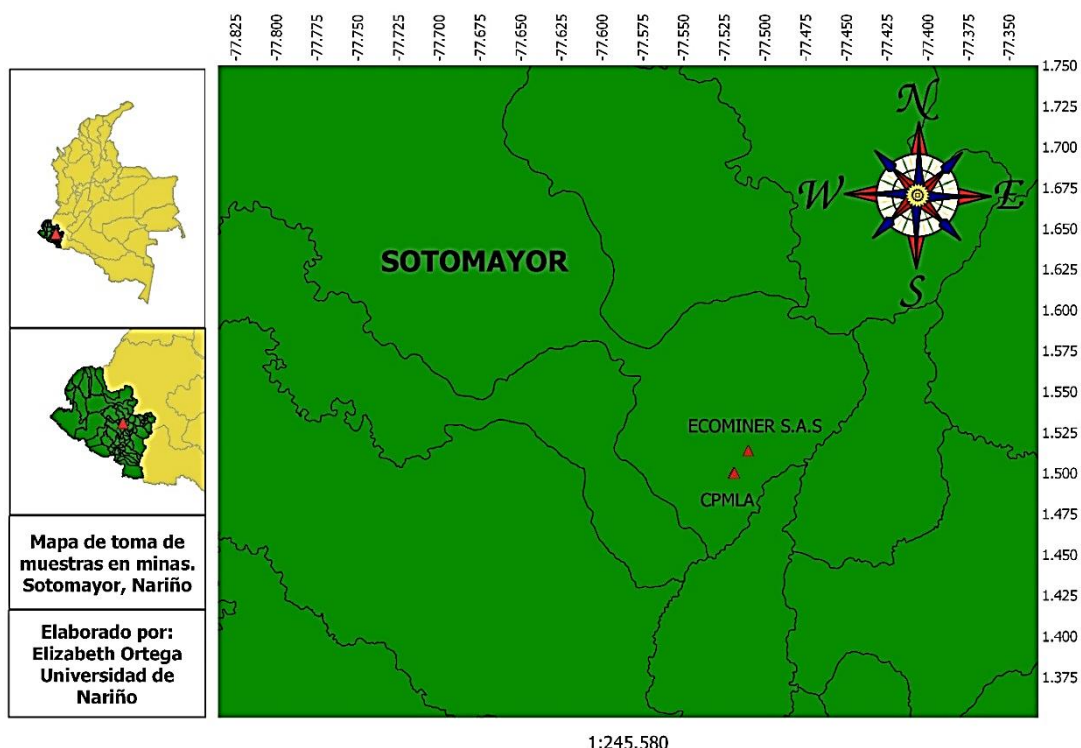 -77.825
-77.800
-77.775
-77.750
-77.725
-77.700
-77.675
-77.650
-77.625
-77.600
-77.575
-77.550
-77.525
-77.500
-77.475
-77.450
-77.425
-77.400
-77.375
-77.350
1.750
1.725
1.700
1.675
1.650
1.625
1.600
1.575
1.550
1.525
1.500
1.475
1.450
1.425
1.400
1.375
N
W
E
S
SOTOMAYOR
ECOMINER S.A.S
CPMLA
Mapa de toma de
muestras en minas.
Sotomayor, Nariño
Elaborado por:
Elizabeth Ortega
Universidad de
Nariño
1:245.580